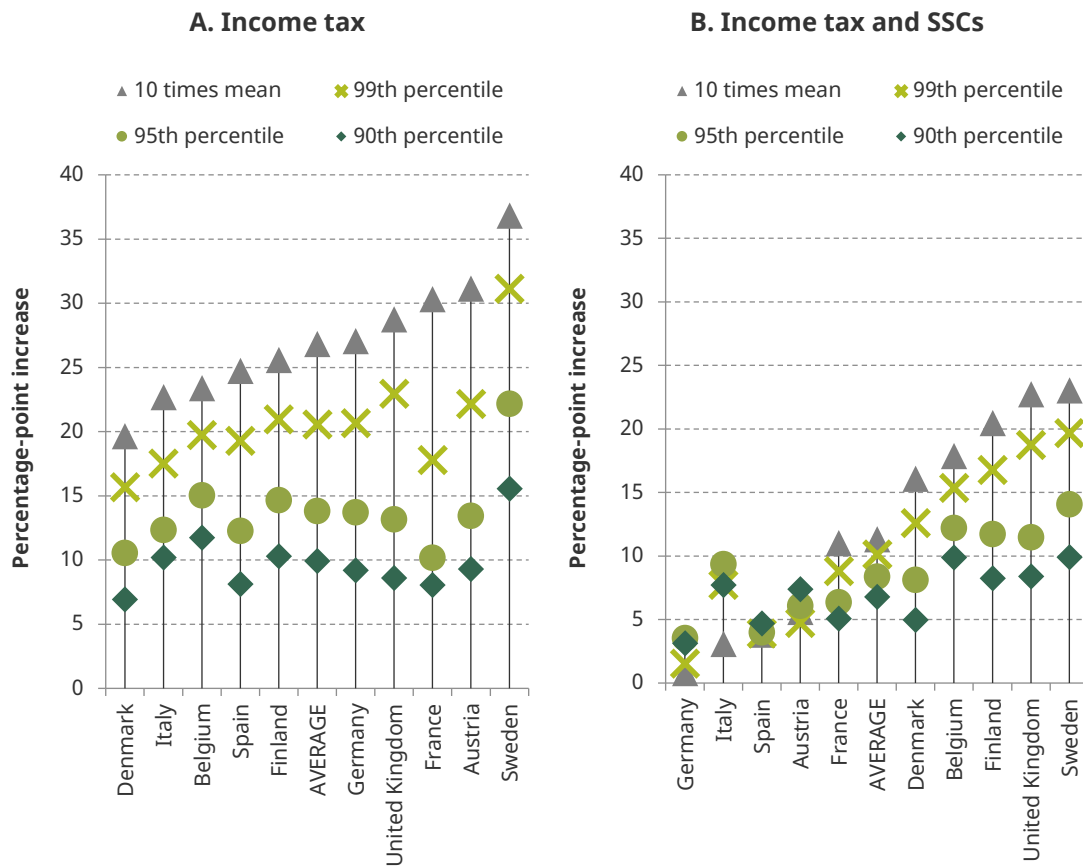 A. Income tax
10 times mean
99th percentile
95th percentile
90th percentile
Percentage-point increase
40
35
30
25
20
15
10
5
0
Denmark
Italy
Belgium
Spain
Finland
AVERAGE
Germany
United Kingdom
France
Austria
Sweden
B. Income tax and SSCs
10 times mean
99th percentile
95th percentile
90th percentile
Percentage-point increase
40
35
30
25
20
15
10
5
0
Germany
Italy
Spain
Austria
France
AVERAGE
Denmark
Belgium
Finland
United Kingdom
Sweden